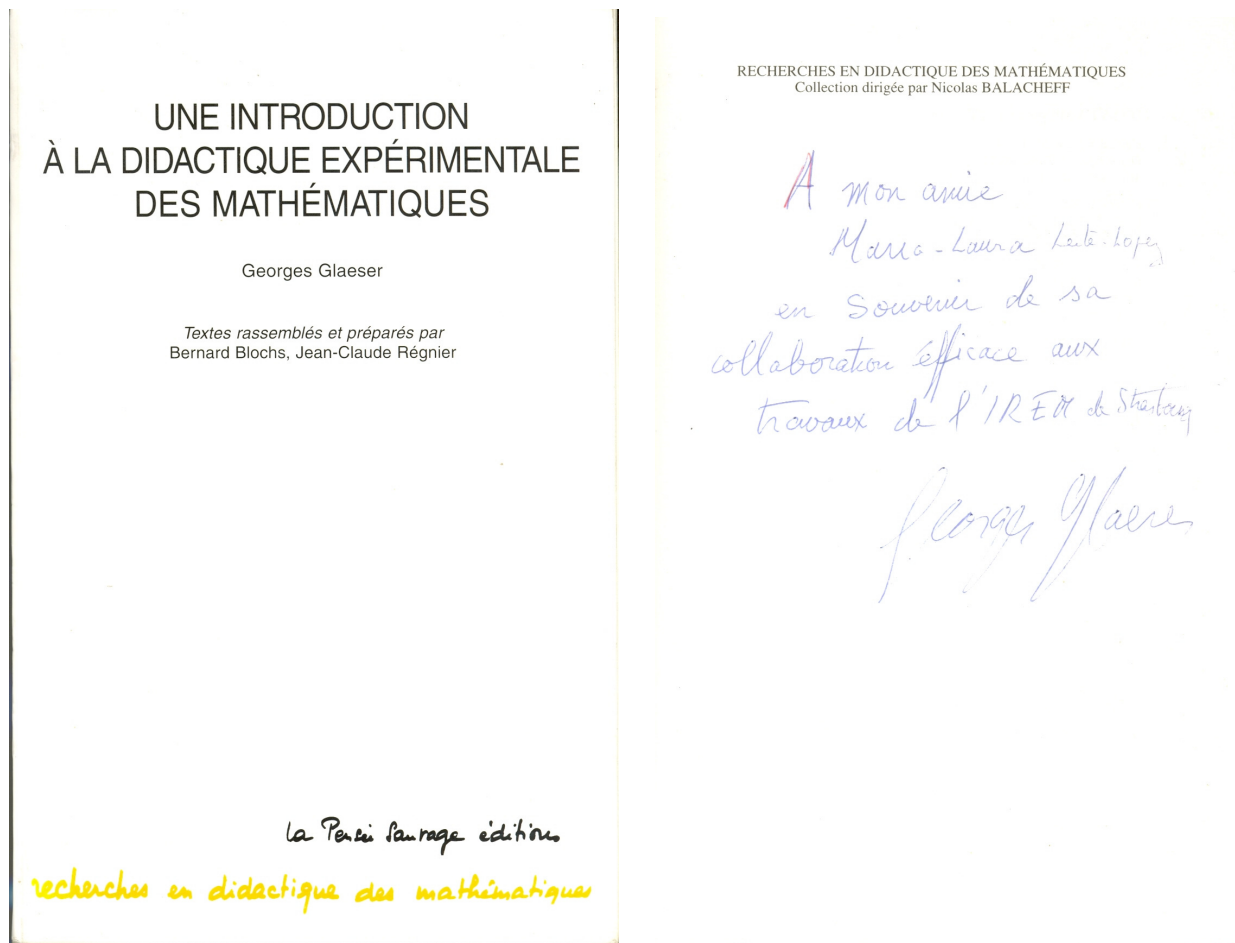 UNE INTRODUCTION
À LA DIDACTIQUE EXPÉRIMENTALE
DES MATHÉMATIQUES
Georges Glaeser
Textes rassemblés et préparés par
Bernard Blochs, Jean-Claude Régnier
la Pensée Sauvage éditions
recherches en didactique des mathématiques
RECHERCHES EN DIDACTIQUE DES MATHÉMATIQUES
Collection dirigée par Nicolas BALACHEFF
A mon amie
Maria-Laura Leite-Lopez
en souvenir de sa
collaboration efficace aux
travaux de l'IREM de Strasbourg
Georges Glaeser